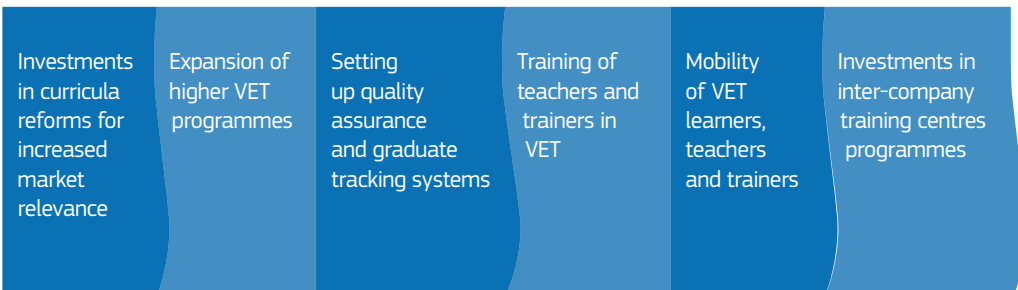 Investments
in curricula
reforms for
increased
market
relevance
Expansion of
higher VET
programmes
Setting
up quality
assurance
and graduate
tracking systems
Training of
teachers and
trainers in
VET
Mobility
of VET
learners,
teachers
and trainers
Investments in
inter-company
training centres
programmes